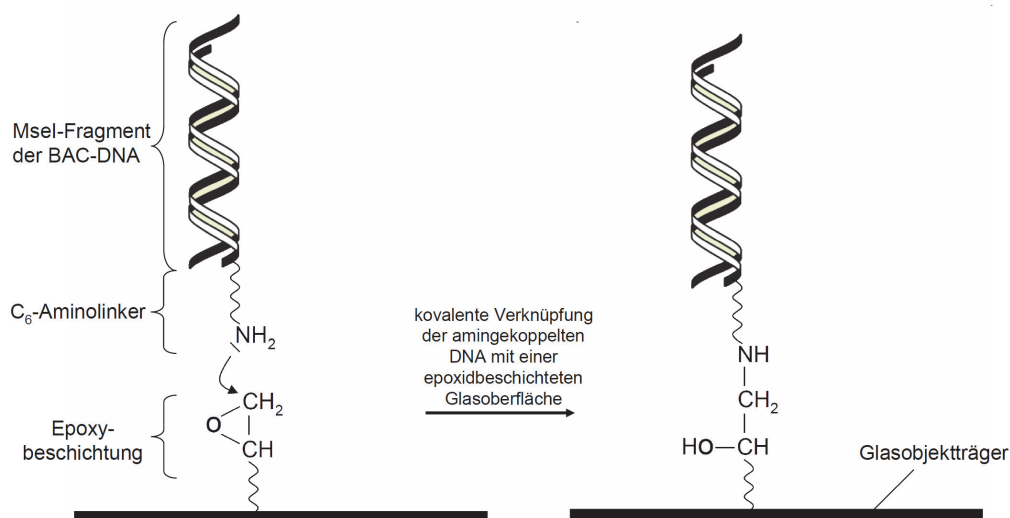 MseI-Fragment
der BAC-DNA
C₆-Aminolinker
NH₂
CH₂
O
CH
Epoxy-
beschichtung
kovalente Verknüpfung
der amingekoppelten
DNA mit einer
epoxidbeschichteten
Glasoberfläche
NH
CH₂
HO–CH
Glasobjektträger